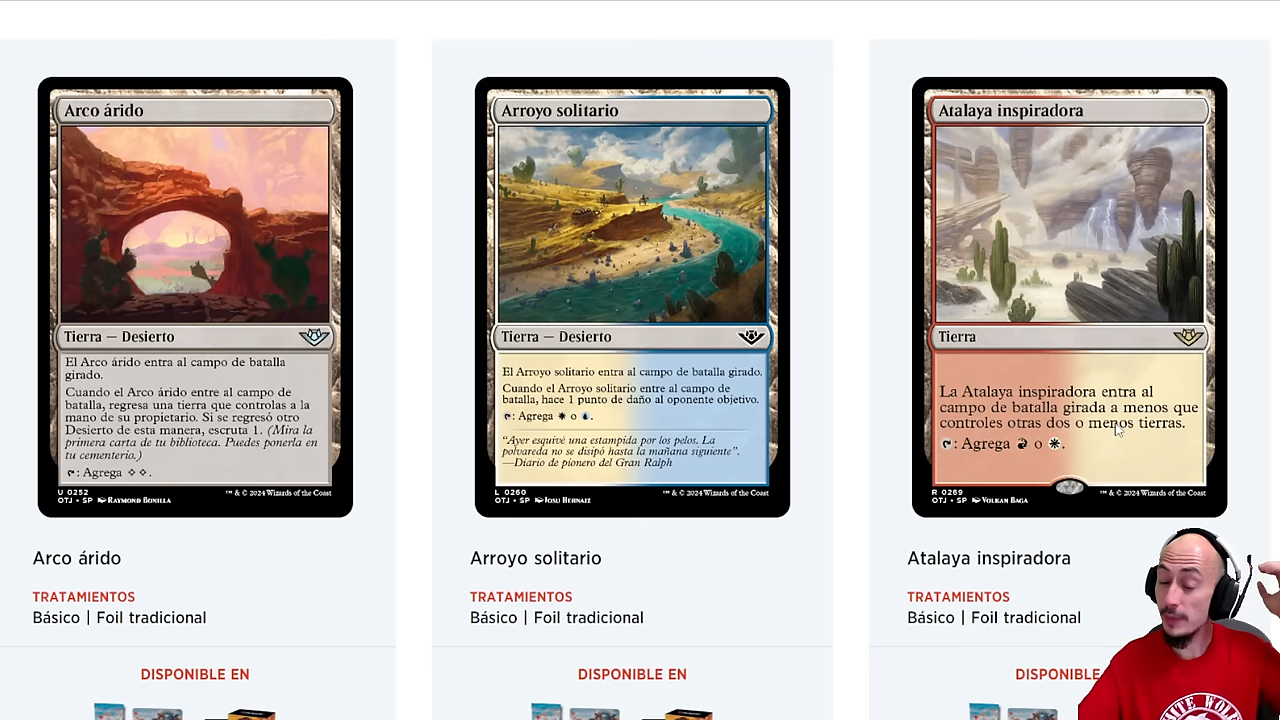 Arco árido
Tierra — Desierto
El Arco árido entra al campo de batalla
girado.
Cuando el Arco árido entre al campo de
batalla, regresa una tierra que controlas a la
mano de su propietario. Si se regresó otro
Desierto de esta manera, escruta 1. (Mira la
primera carta de tu biblioteca. Puedes ponerla en
tu cementerio.)
: Agrega
U 0252
OTJ • SP RAYMOND BONILLA
™ & © 2024 Wizards of the Coast
Arroyo solitario
Tierra — Desierto
El Arroyo solitario entra al campo de batalla girado.
Cuando el Arroyo solitario entre al campo de
batalla, hace 1 punto de daño al oponente objetivo.
: Agrega o .
“Ayer esquivé una estampida por los pelos. La
polvareda no se disipó hasta la mañana siguiente”.
—Diario de pionero del Gran Ralph
L 0260
OTJ • SP JOSU HERNAIZ
™ & © 2024 Wizards of the Coast
Atalaya inspiradora
Tierra
La Atalaya inspiradora entra al
campo de batalla girada a menos que
controles otras dos o menos tierras.
: Agrega o .
R 0269
OTJ • SP VOLKAN BAGA
™ & © 2024 Wizards of the Coast
Arco árido
TRATAMIENTOS
Básico | Foil tradicional
DISPONIBLE EN
Arroyo solitario
TRATAMIENTOS
Básico | Foil tradicional
DISPONIBLE EN
Atalaya inspiradora
TRATAMIENTOS
Básico | Foil tradicional
DISPONIBLE